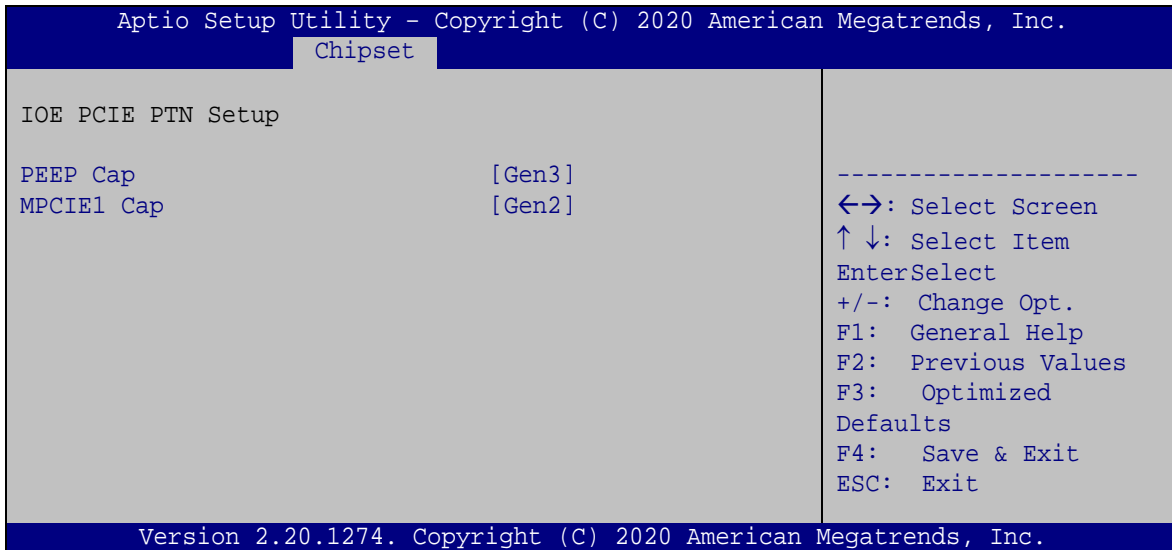 Aptio Setup Utility – Copyright (C) 2020 American Megatrends, Inc.
Chipset
IOE PCIE PTN Setup
PEEP Cap [Gen3]
MPCIE1 Cap [Gen2]
---------------------
←→: Select Screen
↑ ↓: Select Item
EnterSelect
+/-: Change Opt.
F1: General Help
F2: Previous Values
F3: Optimized
Defaults
F4: Save & Exit
ESC: Exit
Version 2.20.1274. Copyright (C) 2020 American Megatrends, Inc.